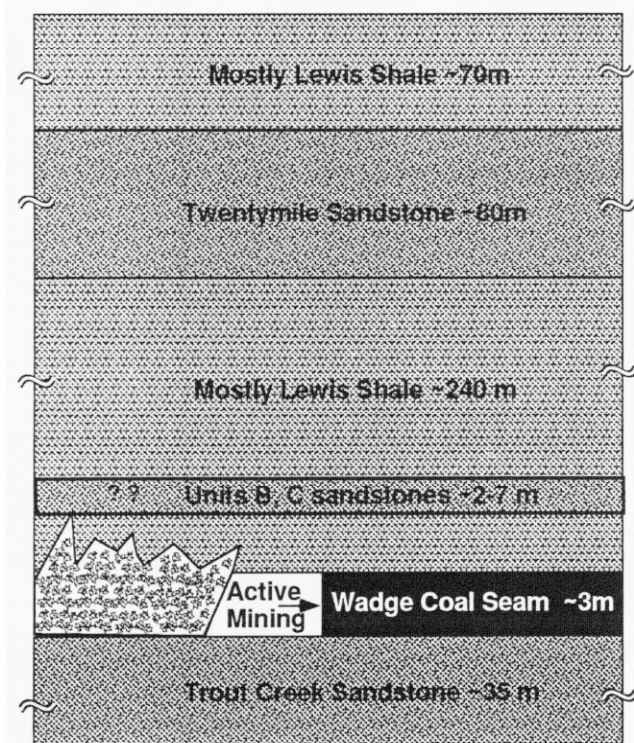 Mostly Lewis Shale ~70m
Twentymile Sandstone ~80m
Mostly Lewis Shale ~240 m
? ? Units B, C sandstones ~2-7 m
Active
Mining
Wadge Coal Seam ~3m
Trout Creek Sandstone ~35 m